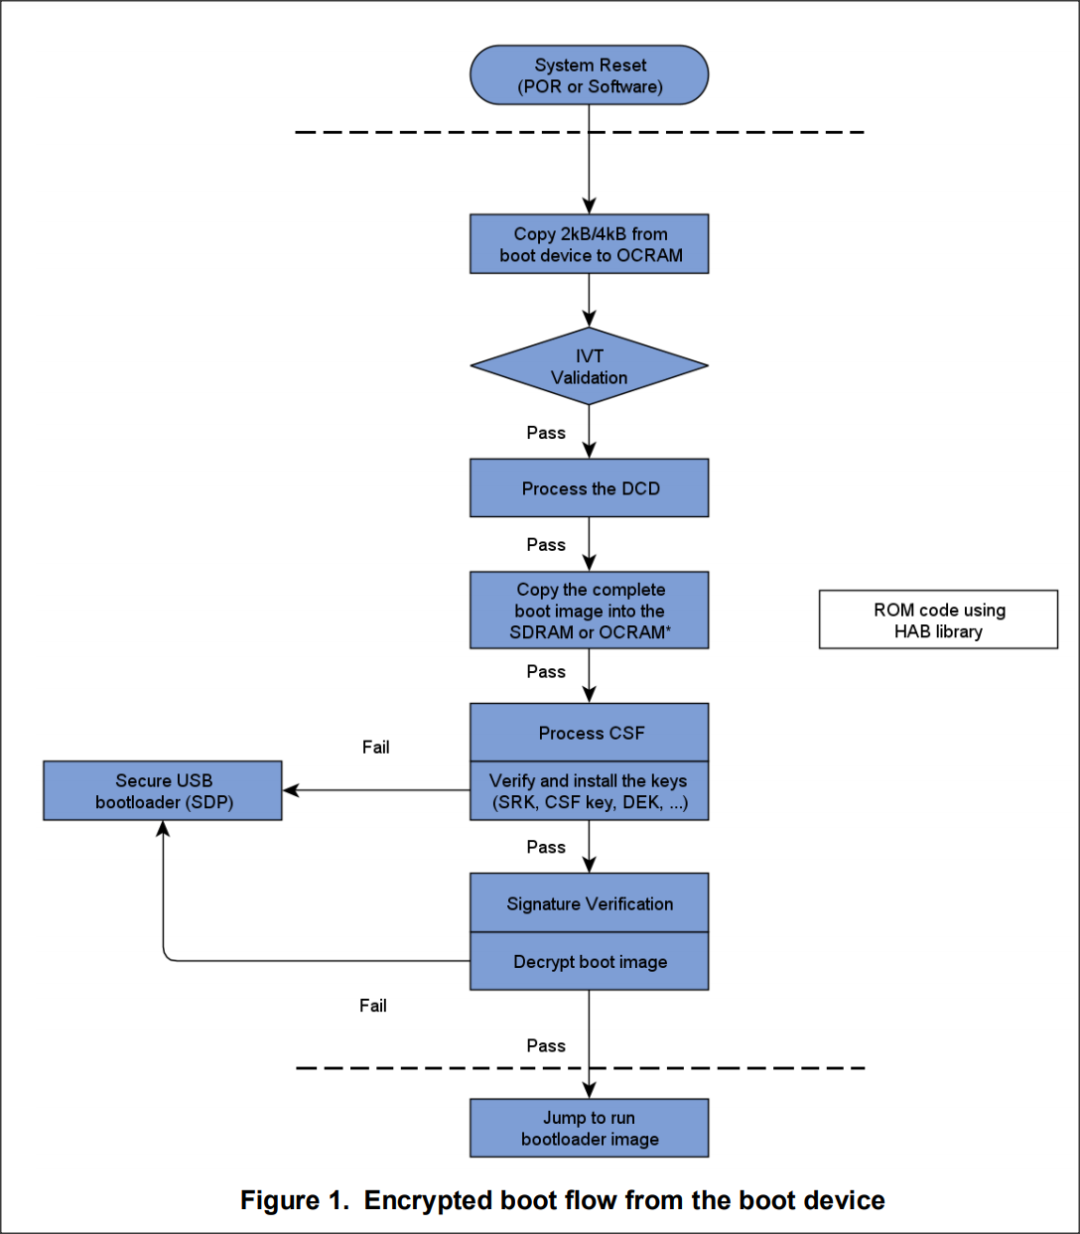 System Reset
(POR or Software)
Copy 2kB/4kB from
boot device to OCRAM
IVT
Validation
Pass
Process the DCD
Pass
Copy the complete
boot image into the
SDRAM or OCRAM*
ROM code using
HAB library
Pass
Process CSF
Fail
Verify and install the keys
(SRK, CSF key, DEK, ...)
Secure USB
bootloader (SDP)
Pass
Signature Verification
Decrypt boot image
Fail
Pass
Jump to run
bootloader image
Figure 1. Encrypted boot flow from the boot device